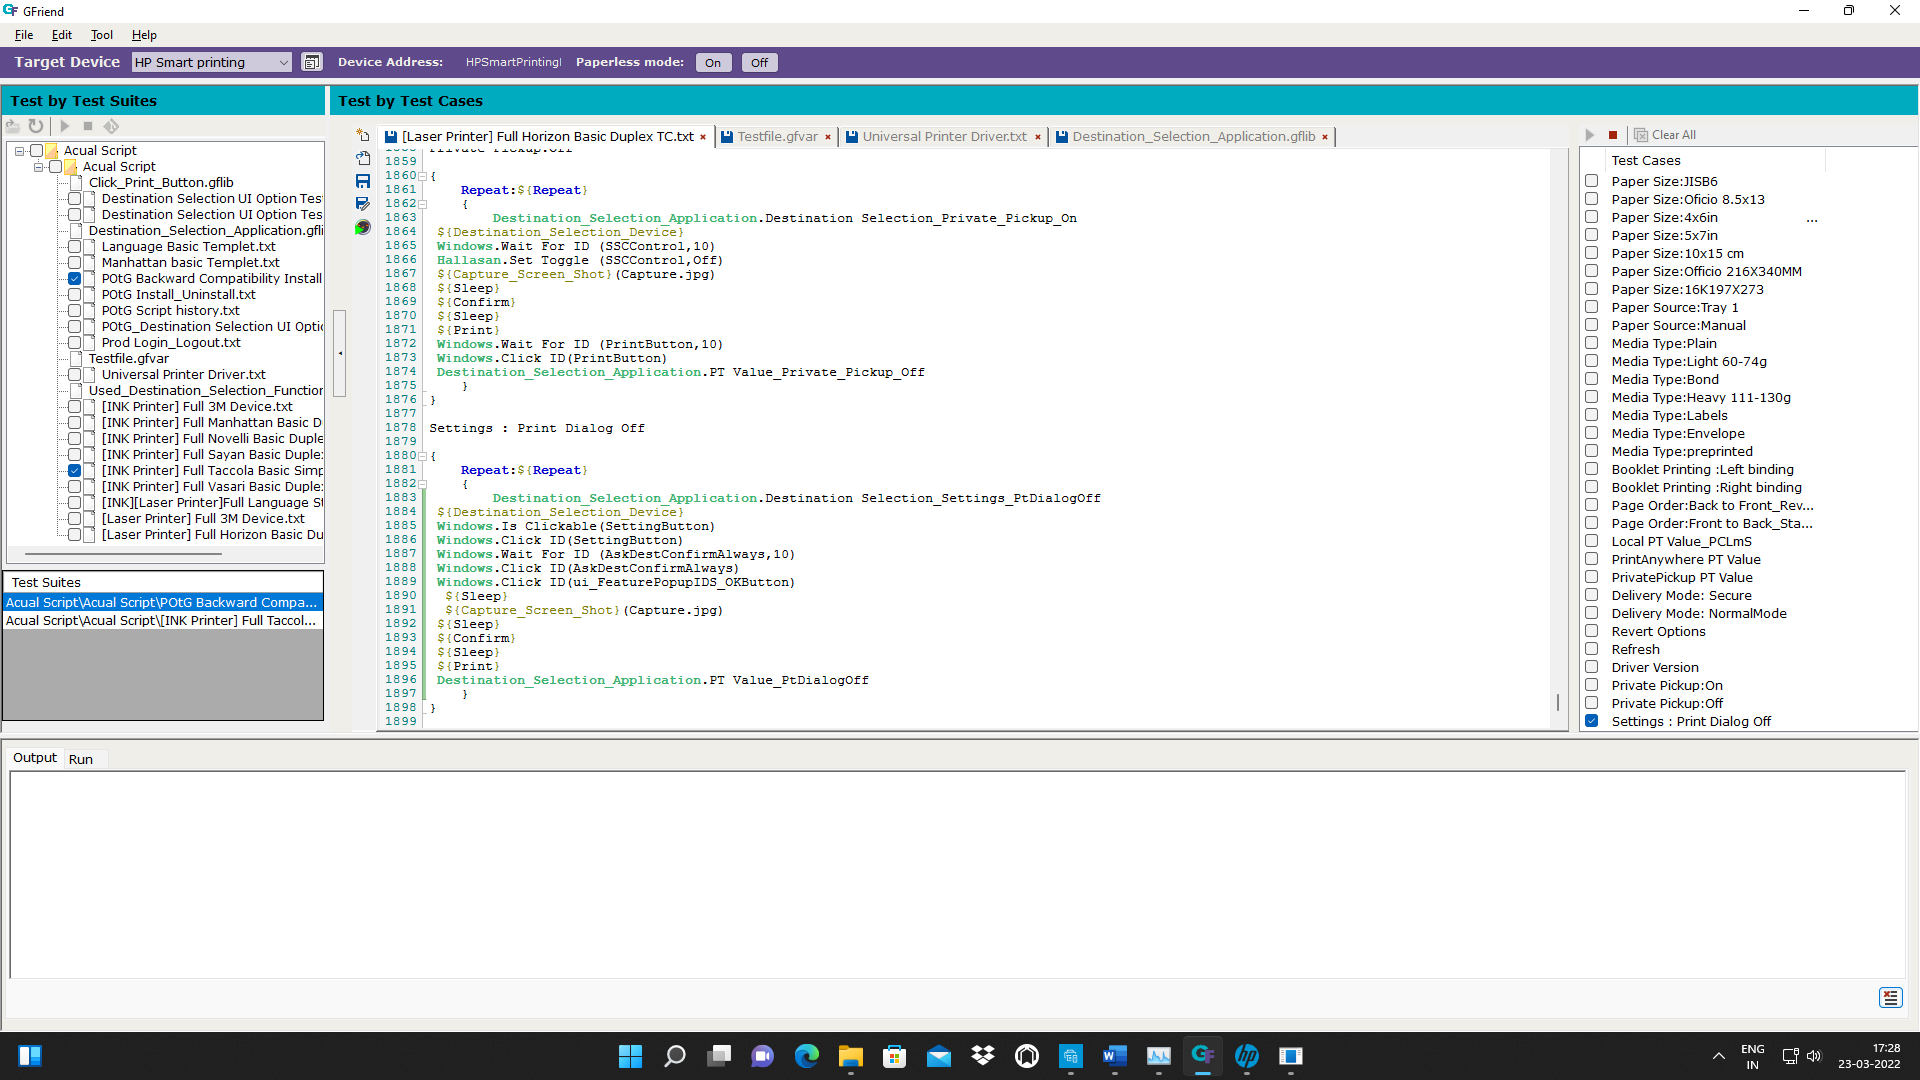 GFriend
File Edit Tool Help
Target Device HP Smart printing Device Address: HPSmartPrintingI Paperless mode: On Off
Test by Test Suites
Test by Test Cases
Acual Script
Acual Script
Click_Print_Button.gflib
Destination Selection UI Option Tes
Destination Selection UI Option Tes
Destination_Selection_Application.gfli
Language Basic Templet.txt
Manhattan basic Templet.txt
POtG Backward Compatibility Install
POtG Install_Uninstall.txt
POtG Script history.txt
POtG_Destination Selection UI Optio
Prod Login_Logout.txt
Testfile.gfvar
Universal Printer Driver.txt
Used_Destination_Selection_Function
[INK Printer] Full 3M Device.txt
[INK Printer] Full Manhattan Basic D
[INK Printer] Full Novelli Basic Duple
[INK Printer] Full Sayan Basic Duple
[INK Printer] Full Taccola Basic Simp
[INK Printer] Full Vasari Basic Duple
[INK][Laser Printer]Full Language St
[Laser Printer] Full 3M Device.txt
[Laser Printer] Full Horizon Basic Du
Test Suites
Acual Script\Acual Script\POtG Backward Compa...
Acual Script\Acual Script\[INK Printer] Full Taccol...
[Laser Printer] Full Horizon Basic Duplex TC.txt Testfile.gfvar Universal Printer Driver.txt Destination_Selection_Application.gflib
1858 Private Pickup:Off
1859
1860 {
1861 Repeat:${Repeat}
1862 {
1863 Destination_Selection_Application.Destination Selection_Private_Pickup_On
1864 ${Destination_Selection_Device}
1865 Windows.Wait For ID (SSCControl,10)
1866 Hallasan.Set Toggle (SSCControl,Off)
1867 ${Capture_Screen_Shot}(Capture.jpg)
1868 ${Sleep}
1869 ${Confirm}
1870 ${Sleep}
1871 ${Print}
1872 Windows.Wait For ID (PrintButton,10)
1873 Windows.Click ID(PrintButton)
1874 Destination_Selection_Application.PT Value_Private_Pickup_Off
1875 }
1876 }
1877
1878 Settings : Print Dialog Off
1879
1880 {
1881 Repeat:${Repeat}
1882 {
1883 Destination_Selection_Application.Destination Selection_Settings_PtDialogOff
1884 ${Destination_Selection_Device}
1885 Windows.Is Clickable(SettingButton)
1886 Windows.Click ID(SettingButton)
1887 Windows.Wait For ID (AskDestConfirmAlways,10)
1888 Windows.Click ID(AskDestConfirmAlways)
1889 Windows.Click ID(ui_FeaturePopupIDS_OKButton)
1890 ${Sleep}
1891 ${Capture_Screen_Shot}(Capture.jpg)
1892 ${Sleep}
1893 ${Confirm}
1894 ${Sleep}
1895 ${Print}
1896 Destination_Selection_Application.PT Value_PtDialogOff
1897 }
1898 }
1899
Clear All
Test Cases
Paper Size:JISB6
Paper Size:Oficio 8.5x13
Paper Size:4x6in ...
Paper Size:5x7in
Paper Size:10x15 cm
Paper Size:Officio 216X340MM
Paper Size:16K197X273
Paper Source:Tray 1
Paper Source:Manual
Media Type:Plain
Media Type:Light 60-74g
Media Type:Bond
Media Type:Heavy 111-130g
Media Type:Labels
Media Type:Envelope
Media Type:preprinted
Booklet Printing :Left binding
Booklet Printing :Right binding
Page Order:Back to Front_Rev...
Page Order:Front to Back_Sta...
Local PT Value_PCLmS
PrintAnywhere PT Value
PrivatePickup PT Value
Delivery Mode: Secure
Delivery Mode: NormalMode
Revert Options
Refresh
Driver Version
Private Pickup:On
Private Pickup:Off
Settings : Print Dialog Off
Output Run
ENG
IN
17:28
23-03-2022